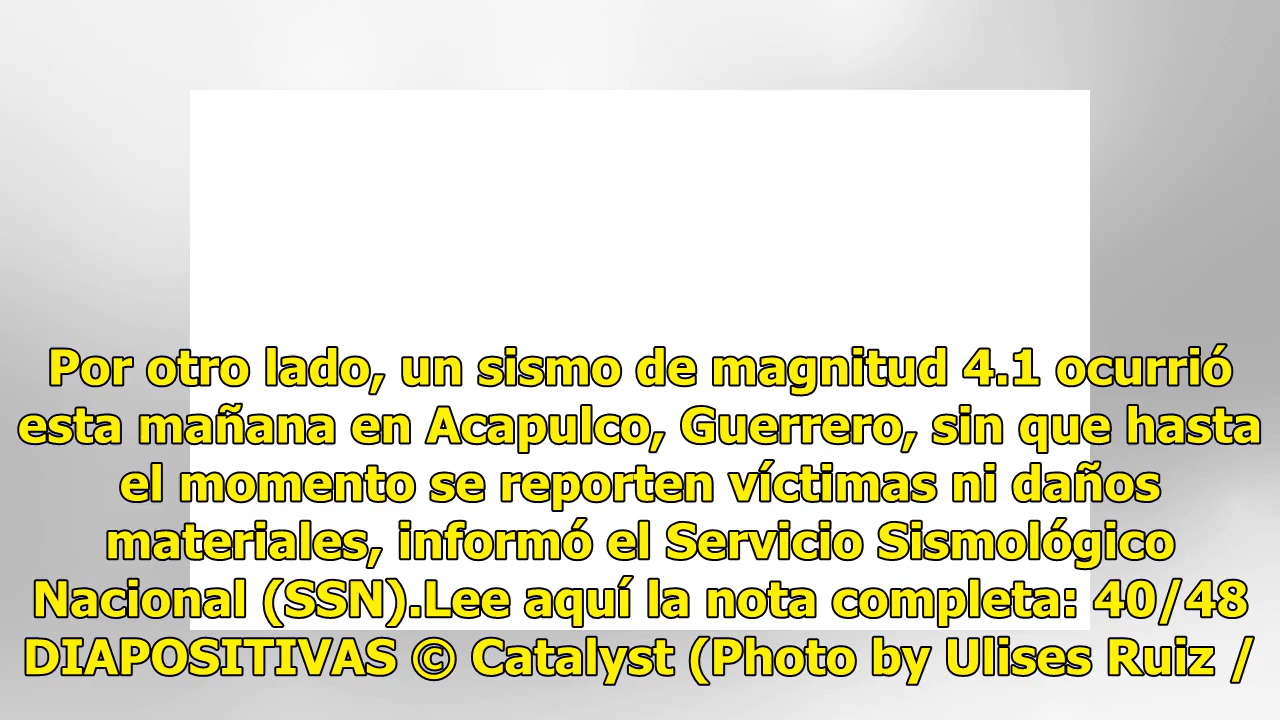 Por otro lado, un sismo de magnitud 4.1 ocurrió
esta mañana en Acapulco, Guerrero, sin que hasta
el momento se reporten víctimas ni daños
materiales, informó el Servicio Sismológico
Nacional (SSN).Lee aquí la nota completa: 40/48
DIAPOSITIVAS © Catalyst (Photo by Ulises Ruiz /